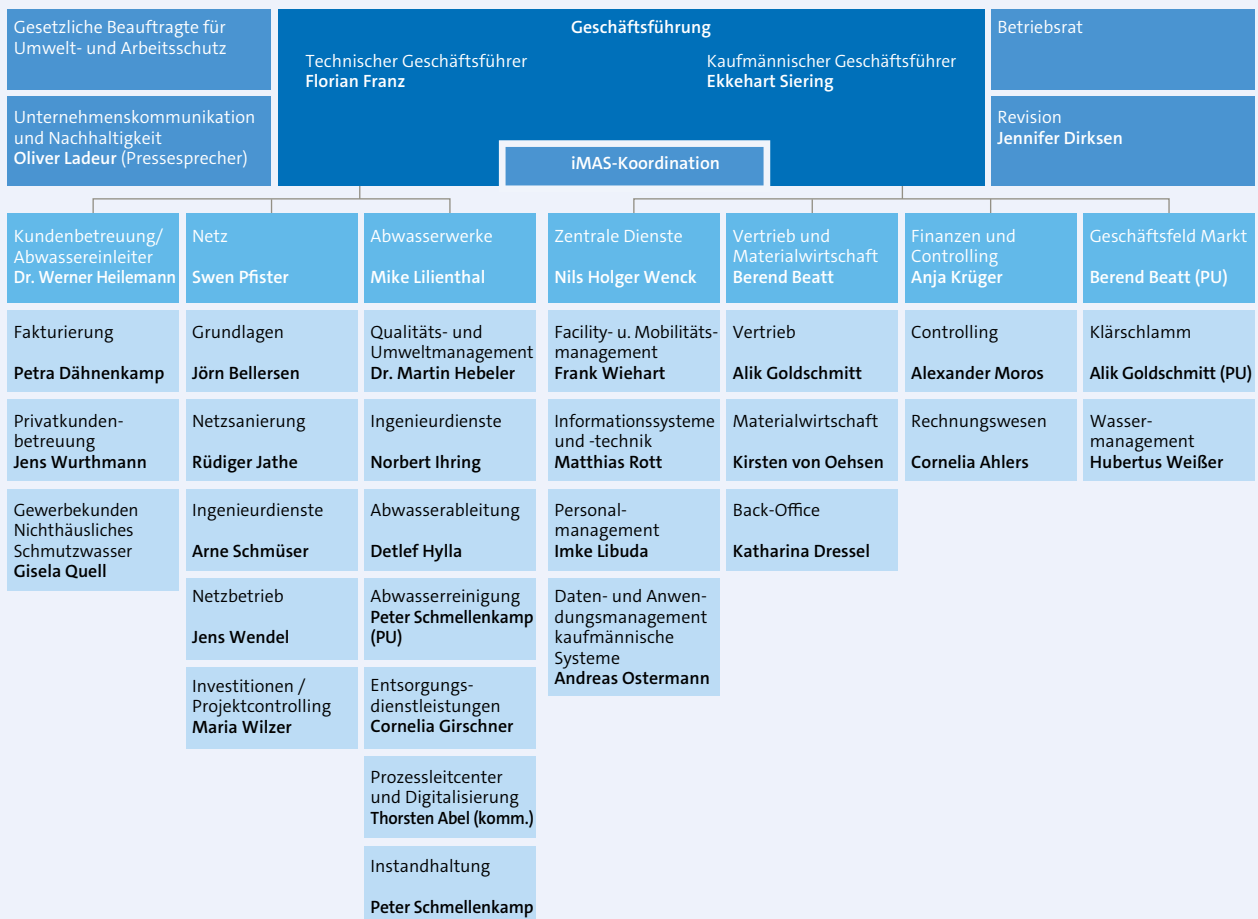 Gesetzliche Beauftragte für
Umwelt- und Arbeitsschutz
Unternehmenskommunikation
und Nachhaltigkeit
Oliver Ladeur (Pressesprecher)
Geschäftsführung
Technischer Geschäftsführer
Florian Franz
Kaufmännischer Geschäftsführer
Ekkehart Siering
iMAS-Koordination
Betriebsrat
Revision
Jennifer Dirksen
Kundenbetreuung/
Abwassereinleiter
Dr. Werner Heilemann
Fakturierung
Petra Dähnenkamp
Privatkunden-
betreuung
Jens Wurthmann
Gewerbekunden
Nichthäusliches
Schmutzwasser
Gisela Quell
Netz
Swen Pfister
Grundlagen
Jörn Bellersen
Netzsanierung
Rüdiger Jathe
Ingenieurdienste
Arne Schmüser
Netzbetrieb
Jens Wendel
Investitionen /
Projektcontrolling
Maria Wilzer
Abwasserwerke
Mike Lilienthal
Qualitäts- und
Umweltmanagement
Dr. Martin Hebeler
Ingenieurdienste
Norbert Ihring
Abwasserableitung
Detlef Hylla
Abwasserreinigung
Peter Schmellenkamp
(PU)
Entsorgungs-
dienstleistungen
Cornelia Girschner
Prozessleitcenter
und Digitalisierung
Thorsten Abel (komm.)
Instandhaltung
Peter Schmellenkamp
Zentrale Dienste
Nils Holger Wenck
Facility- u. Mobilitäts-
management
Frank Wiehart
Informationssysteme
und -technik
Matthias Rott
Personal-
management
Imke Libuda
Daten- und Anwen-
dungsmanagement
kaufmännische
Systeme
Andreas Ostermann
Vertrieb und
Materialwirtschaft
Berend Beatt
Vertrieb
Alik Goldschmitt
Materialwirtschaft
Kirsten von Oehsen
Back-Office
Katharina Dressel
Finanzen und
Controlling
Anja Krüger
Controlling
Alexander Moros
Rechnungswesen
Cornelia Ahlers
Geschäftsfeld Markt
Berend Beatt (PU)
Klärschlamm
Alik Goldschmitt (PU)
Wasser-
management
Hubertus Weißer